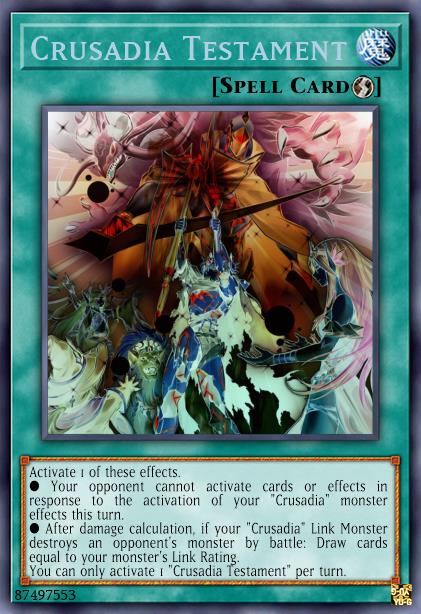 Crusadia Testament
魔
[Spell Card]
Activate 1 of these effects.
● Your opponent cannot activate cards or effects in
response to the activation of your "Crusadia" monster
effects this turn.
● After damage calculation, if your "Crusadia" Link Monster
destroys an opponent's monster by battle: Draw cards
equal to your monster's Link Rating.
You can only activate 1 "Crusadia Testament" per turn.
87497553